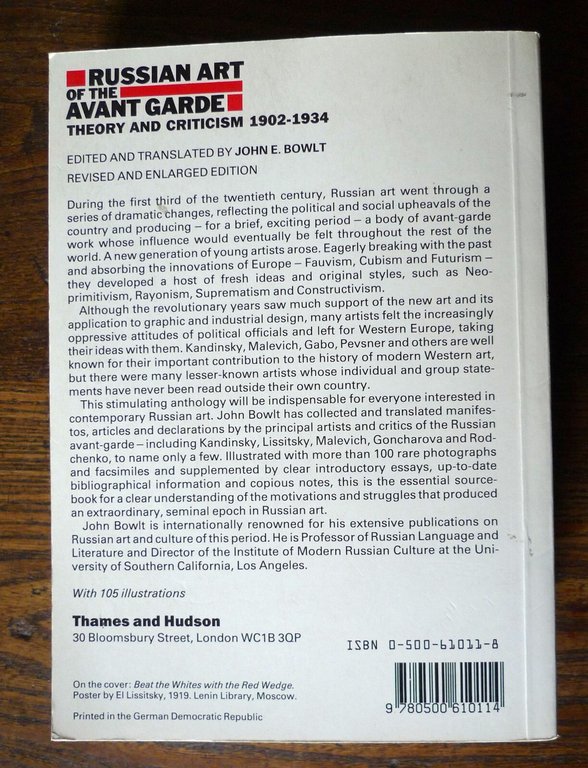 RUSSIAN ART
OF THE
AVANT GARDE
THEORY AND CRITICISM 1902-1934
EDITED AND TRANSLATED BY JOHN E. BOWLT
REVISED AND ENLARGED EDITION
During the first third of the twentieth century, Russian art went through a
series of dramatic changes, reflecting the political and social upheavals of the
country and producing – for a brief, exciting period – a body of avant-garde
work whose influence would eventually be felt throughout the rest of the
world. A new generation of young artists arose. Eagerly breaking with the past
and absorbing the innovations of Europe – Fauvism, Cubism and Futurism –
they developed a host of fresh ideas and original styles, such as Neo-
primitivism, Rayonism, Suprematism and Constructivism.
Although the revolutionary years saw much support of the new art and its
application to graphic and industrial design, many artists felt the increasingly
oppressive attitudes of political officials and left for Western Europe, taking
their ideas with them. Kandinsky, Malevich, Gabo, Pevsner and others are well
known for their important contribution to the history of modern Western art,
but there were many lesser-known artists whose individual and group state-
ments have never been read outside their own country.
This stimulating anthology will be indispensable for everyone interested in
contemporary Russian art. John Bowlt has collected and translated manifes-
tos, articles and declarations by the principal artists and critics of the Russian
avant-garde – including Kandinsky, Lissitsky, Malevich, Goncharova and Rod-
chenko, to name only a few. Illustrated with more than 100 rare photographs
and facsimiles and supplemented by clear introductory essays, up-to-date
bibliographical information and copious notes, this is the essential source-
book for a clear understanding of the motivations and struggles that produced
an extraordinary, seminal epoch in Russian art.
John Bowlt is internationally renowned for his extensive publications on
Russian art and culture of this period. He is Professor of Russian Language and
Literature and Director of the Institute of Modern Russian Culture at the Uni-
versity of Southern California, Los Angeles.
With 105 illustrations
Thames and Hudson
30 Bloomsbury Street, London WC1B 3QP
ISBN 0-500-61011-8
9 780500 610114
On the cover: Beat the Whites with the Red Wedge.
Poster by El Lissitsky, 1919. Lenin Library, Moscow.
Printed in the German Democratic Republic